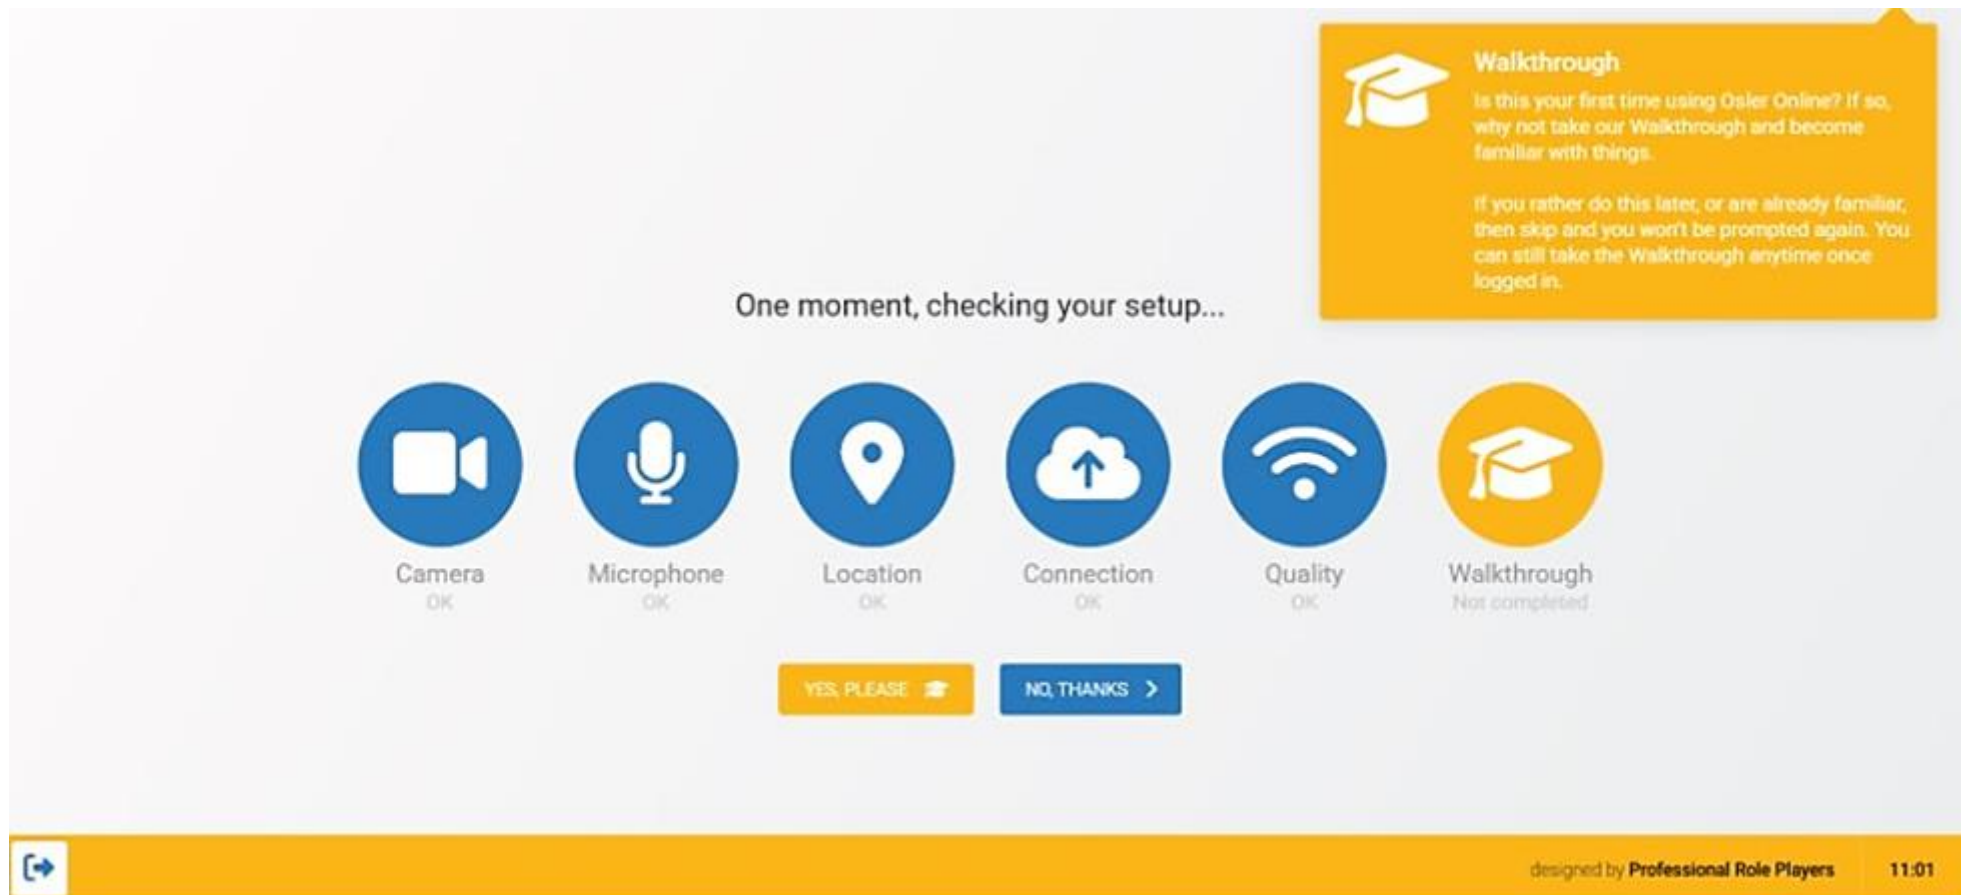 Walkthrough
Is this your first time using Osler Online? If so,
why not take our Walkthrough and become
familiar with things.
If you rather do this later, or are already familiar,
then skip and you won't be prompted again. You
can still take the Walkthrough anytime once
logged in.
One moment, checking your setup...
Camera
OK
Microphone
OK
Location
OK
Connection
OK
Quality
OK
Walkthrough
Not completed
YES, PLEASE
NO, THANKS
designed by Professional Role Players
11:01